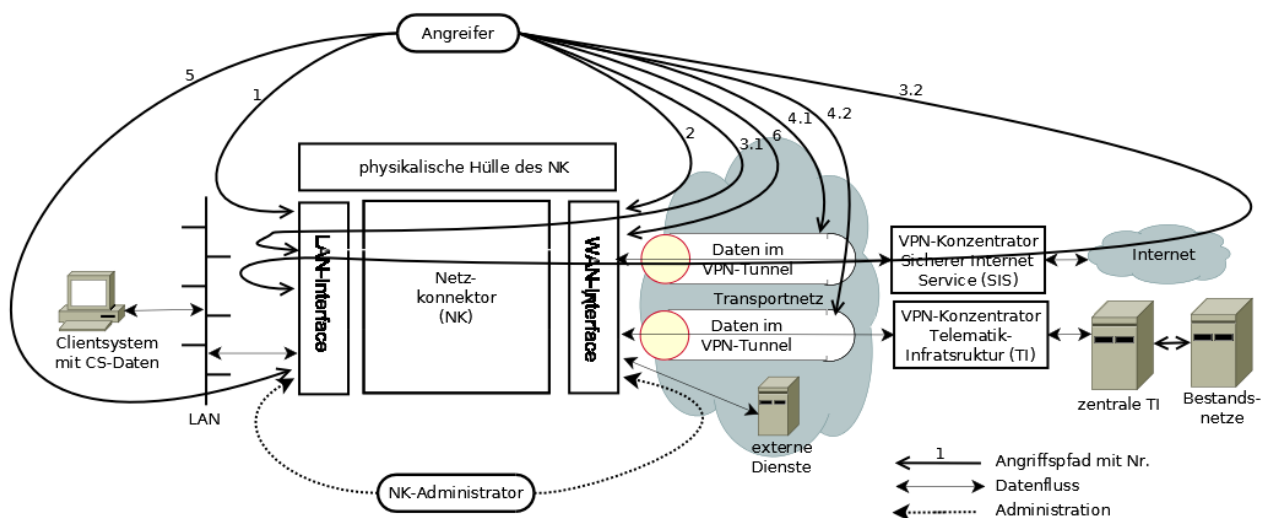 Angreifer
5
1
2
3.1
6
4.1
4.2
3.2
physikalische Hülle des NK
LAN-Interface
Netz-
konnektor
(NK)
WAN-Interface
Daten im
VPN-Tunnel
Transportnetz
Daten im
VPN-Tunnel
VPN-Konzentrator
Sicherer Internet
Service (SIS)
Internet
VPN-Konzentrator
Telematik-
Infratsruktur (TI)
Clientsystem
mit CS-Daten
LAN
zentrale TI
Bestands-
netze
externe
Dienste
NK-Administrator
1
Angriffspfad mit Nr.
Datenfluss
Administration